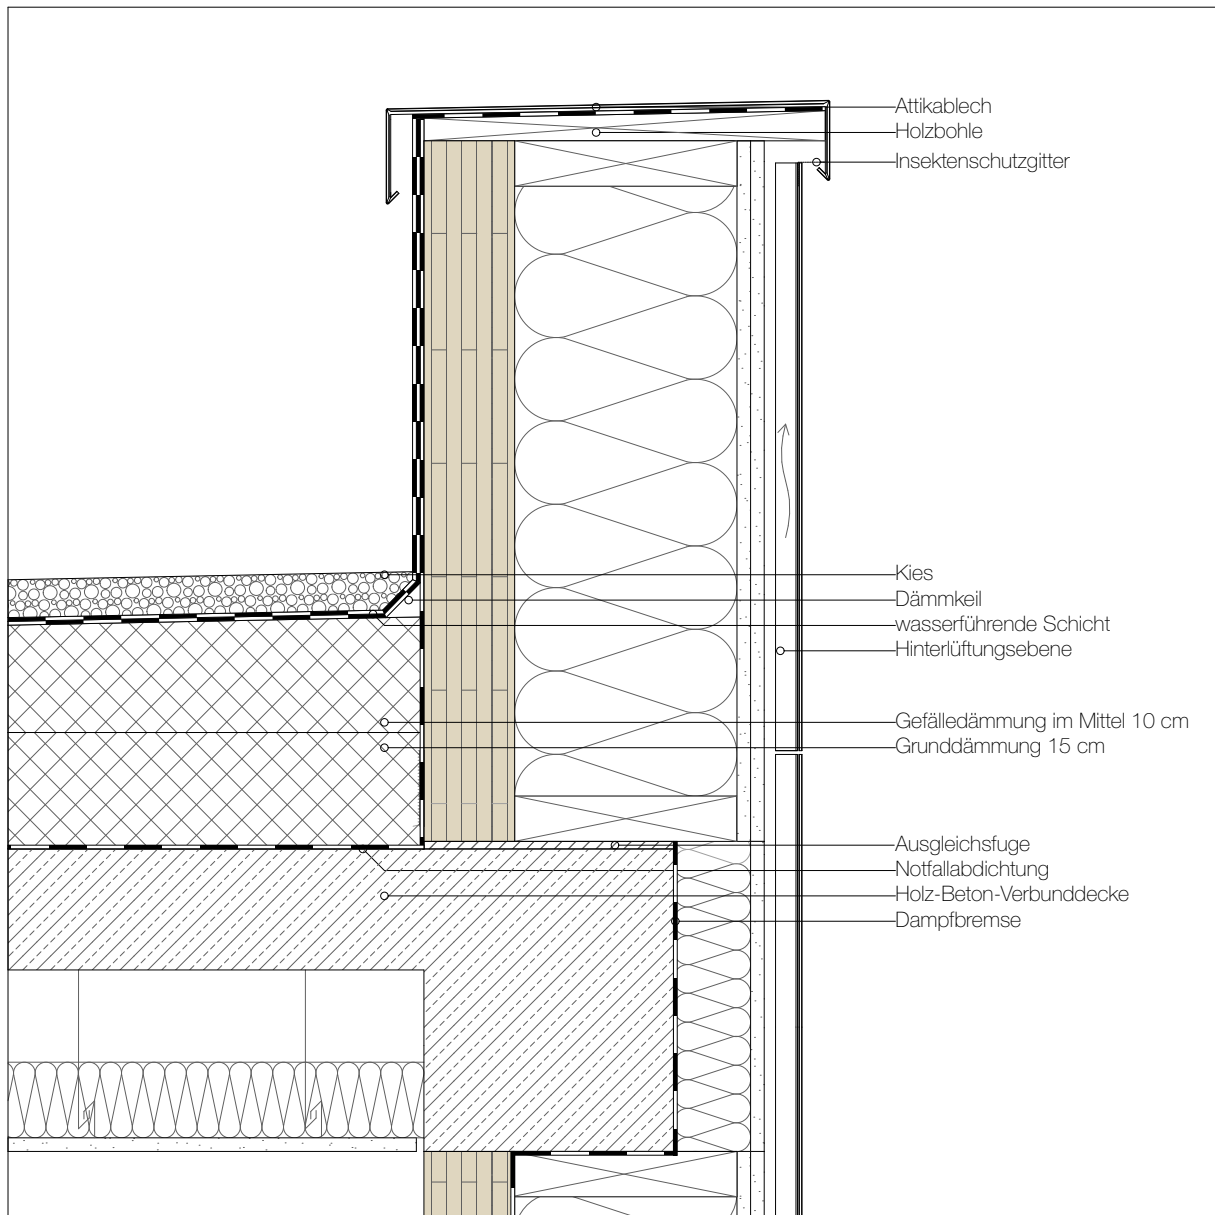 Attikablech
Holzbohle
Insektenschutzgitter
Kies
Dämmkeil
wasserführende Schicht
Hinterlüftungsebene
Gefälledämmung im Mittel 10 cm
Grunddämmung 15 cm
Ausgleichsfuge
Notfallabdichtung
Holz-Beton-Verbunddecke
Dampfbremse